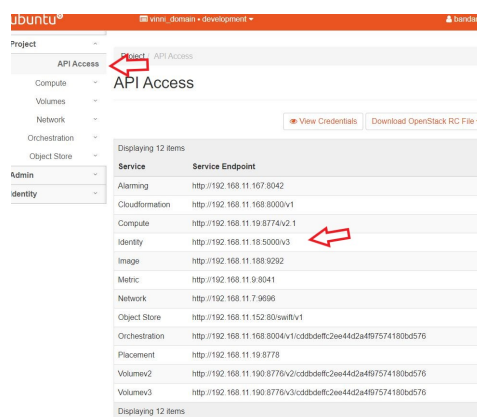 ubuntu®
vinni_domain • development
Project
API Access
Compute
Volumes
Network
Orchestration
Object Store
Admin
Identity
Project / API Access
API Access
View Credentials
Download OpenStack RC File
Displaying 12 items
Service Service Endpoint
Alarming http://192.168.11.167:8042
Cloudformation http://192.168.11.168:8000/v1
Compute http://192.168.11.19:8774/v2.1
Identity http://192.168.11.18:5000/v3
Image http://192.168.11.188:9292
Metric http://192.168.11.9:8041
Network http://192.168.11.7:9696
Object Store http://192.168.11.152:80/swift/v1
Orchestration http://192.168.11.168:8004/v1/cddbdeffc2ee44d2a4f97574180bd576
Placement http://192.168.11.19:8778
Volumev2 http://192.168.11.190:8776/v2/cddbdeffc2ee44d2a4f97574180bd576
Volumev3 http://192.168.11.190:8776/v3/cddbdeffc2ee44d2a4f97574180bd576
Displaying 12 items